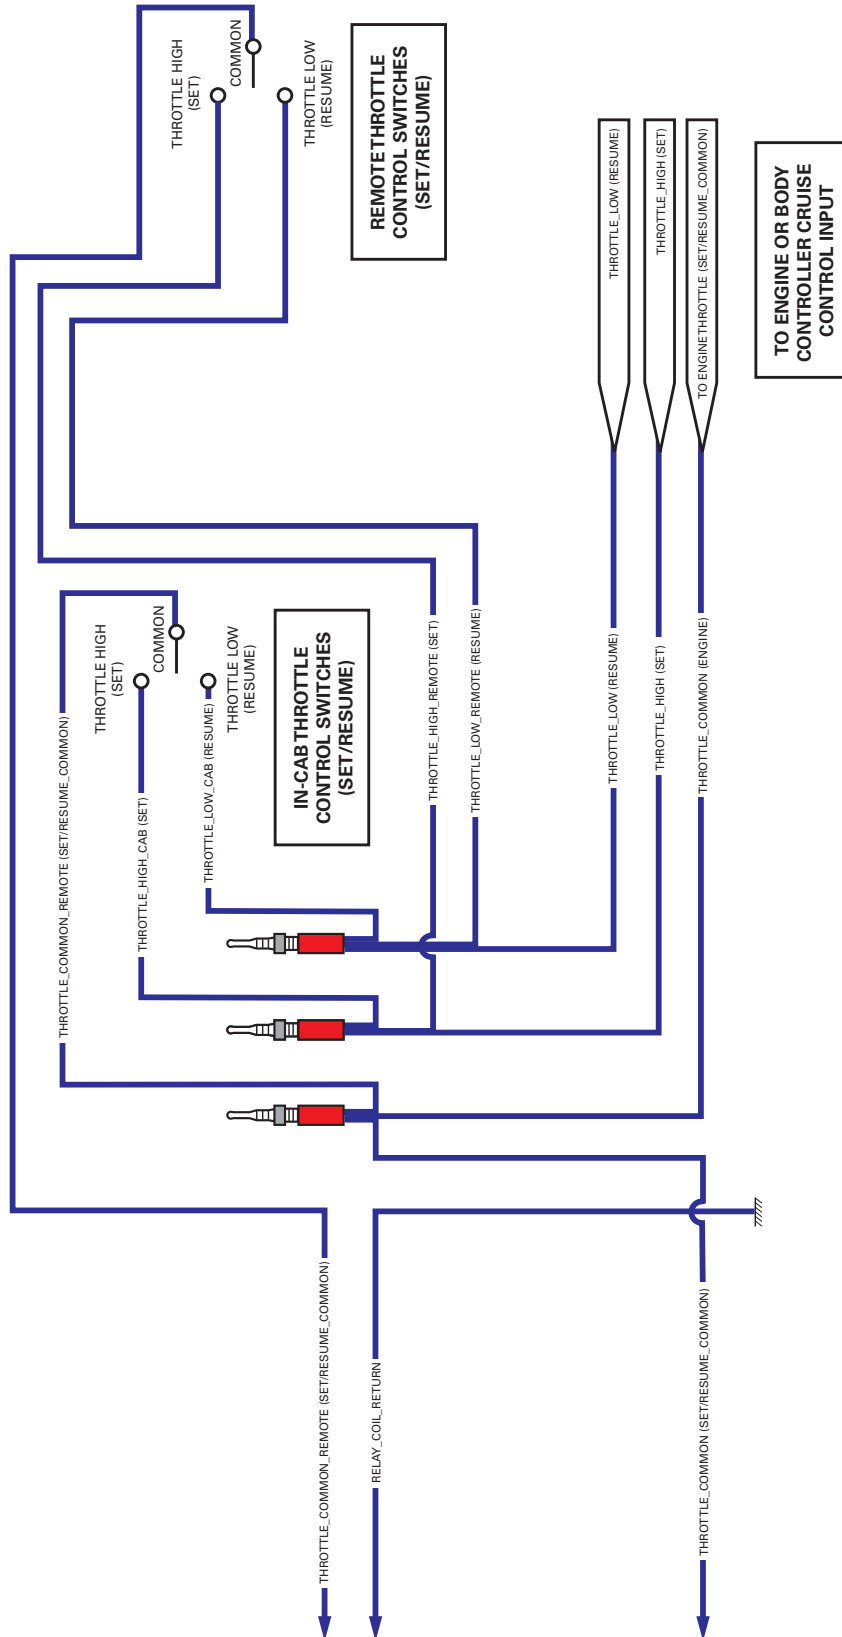 THROTTLE HIGH
(SET)
COMMON
THROTTLE LOW
(RESUME)
REMOTE THROTTLE
CONTROL SWITCHES
(SET/RESUME)
THROTTLE_LOW (RESUME)
THROTTLE_HIGH (SET)
TO ENGINE THROTTLE (SET/RESUME_COMMON)
TO ENGINE OR BODY
CONTROLLER CRUISE
CONTROL INPUT
THROTTLE HIGH
(SET)
COMMON
THROTTLE LOW
(RESUME)
IN-CAB THROTTLE
CONTROL SWITCHES
(SET/RESUME)
THROTTLE_COMMON_REMOTE (SET/RESUME_COMMON)
THROTTLE_HIGH_CAB (SET)
THROTTLE_LOW_CAB (RESUME)
THROTTLE_HIGH_REMOTE (SET)
THROTTLE_LOW_REMOTE (RESUME)
THROTTLE_LOW (RESUME)
THROTTLE_HIGH (SET)
THROTTLE_COMMON (ENGINE)
THROTTLE_COMMON_REMOTE (SET/RESUME_COMMON)
RELAY_COIL_RETURN
THROTTLE_COMMON (SET/RESUME_COMMON)